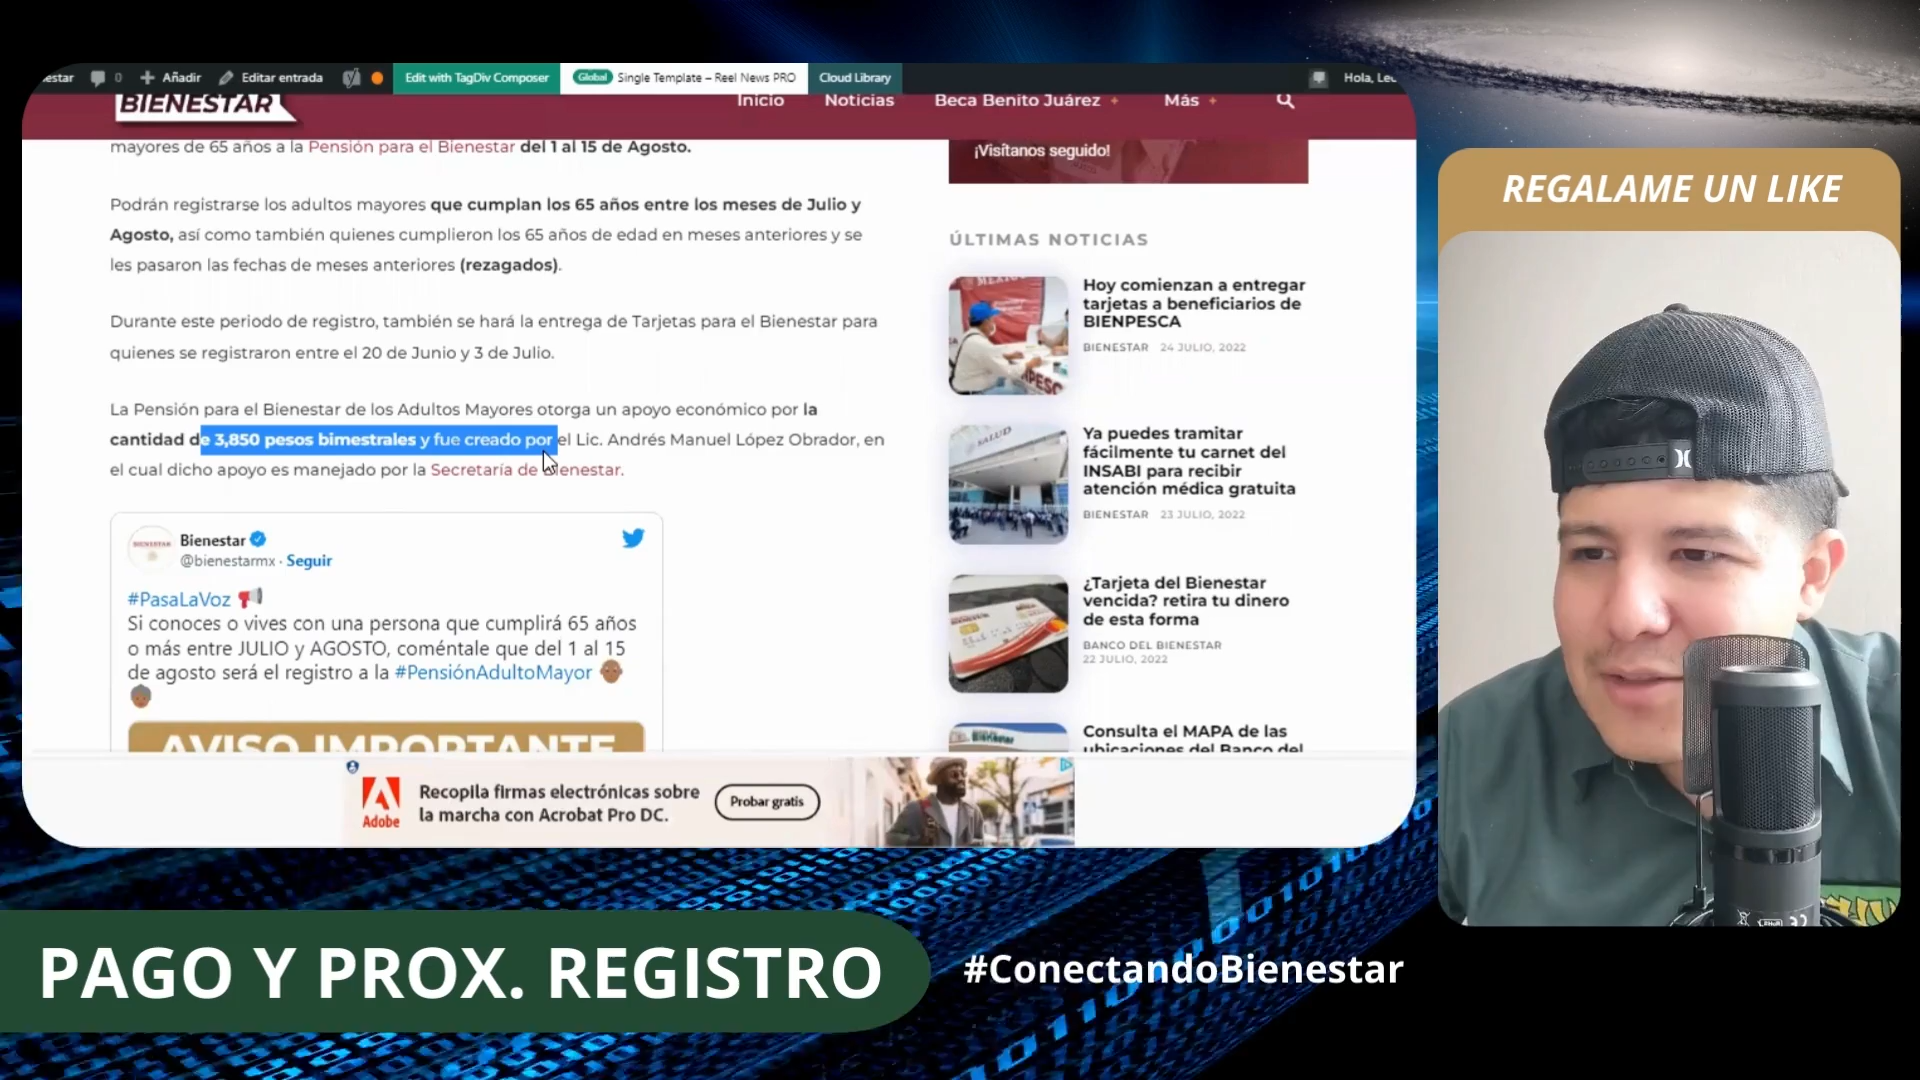 estar 0 Añadir Editar entrada Edit with TagDiv Composer Global Single Template – Reel News PRO Cloud Library Hola, Lec
BIENESTAR Inicio Noticias Beca Benito Juárez + Más +
mayores de 65 años a la Pensión para el Bienestar del 1 al 15 de Agosto.
Podrán registrarse los adultos mayores que cumplan los 65 años entre los meses de Julio y
Agosto, así como también quienes cumplieron los 65 años de edad en meses anteriores y se
les pasaron las fechas de meses anteriores (rezagados).
Durante este periodo de registro, también se hará la entrega de Tarjetas para el Bienestar para
quienes se registraron entre el 20 de Junio y 3 de Julio.
La Pensión para el Bienestar de los Adultos Mayores otorga un apoyo económico por la
cantidad de 3,850 pesos bimestrales y fue creado por el Lic. Andrés Manuel López Obrador, en
el cual dicho apoyo es manejado por la Secretaría de Bienestar.
Bienestar
@bienestarmx · Seguir
#PasaLaVoz
Si conoces o vives con una persona que cumplirá 65 años
o más entre JULIO y AGOSTO, coméntale que del 1 al 15
de agosto será el registro a la #PensiónAdultoMayor
AVISO IMPORTANTE
¡Visítanos seguido!
ÚLTIMAS NOTICIAS
Hoy comienzan a entregar
tarjetas a beneficiarios de
BIENPESCA
BIENESTAR 24 JULIO, 2022
Ya puedes tramitar
fácilmente tu carnet del
INSABI para recibir
atención médica gratuita
BIENESTAR 23 JULIO, 2022
¿Tarjeta del Bienestar
vencida? retira tu dinero
de esta forma
BANCO DEL BIENESTAR
22 JULIO, 2022
Consulta el MAPA de las
ubicaciones del Banco del
Adobe
Recopila firmas electrónicas sobre
la marcha con Acrobat Pro DC.
Probar gratis
REGALAME UN LIKE
PAGO Y PROX. REGISTRO
#ConectandoBienestar